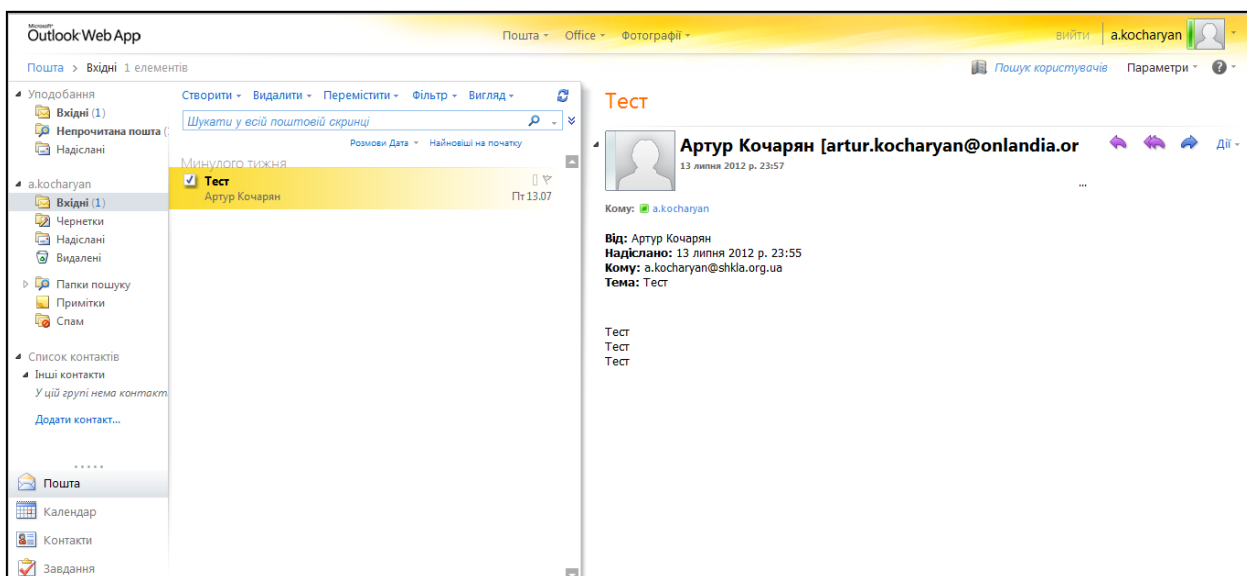 Microsoft®
Outlook Web App
Пошта Office Фотографії
вийти a.kocharyan
Пошта > Вхідні 1 елементів
Пошук користувачів Параметри
Уподобання
Вхідні (1)
Непрочитана пошта (
Надіслані
a.kocharyan
Вхідні (1)
Чернетки
Надіслані
Видалені
Папки пошуку
Примітки
Спам
Список контактів
Інші контакти
У цій групі нема контакт
Додати контакт...
Пошта
Календар
Контакти
Завдання
Створити Видалити Перемістити Фільтр Вигляд
Шукати у всій поштовій скринці
Розмови Дата Найновіші на початку
Минулого тижня
Тест
Артур Кочарян Пт 13.07
Тест
Артур Кочарян [artur.kocharyan@onlandia.or
Дії
13 липня 2012 р. 23:57
...
Кому: a.kocharyan
Від: Артур Кочарян
Надіслано: 13 липня 2012 р. 23:55
Кому: a.kocharyan@shkla.org.ua
Тема: Тест
Тест
Тест
Тест